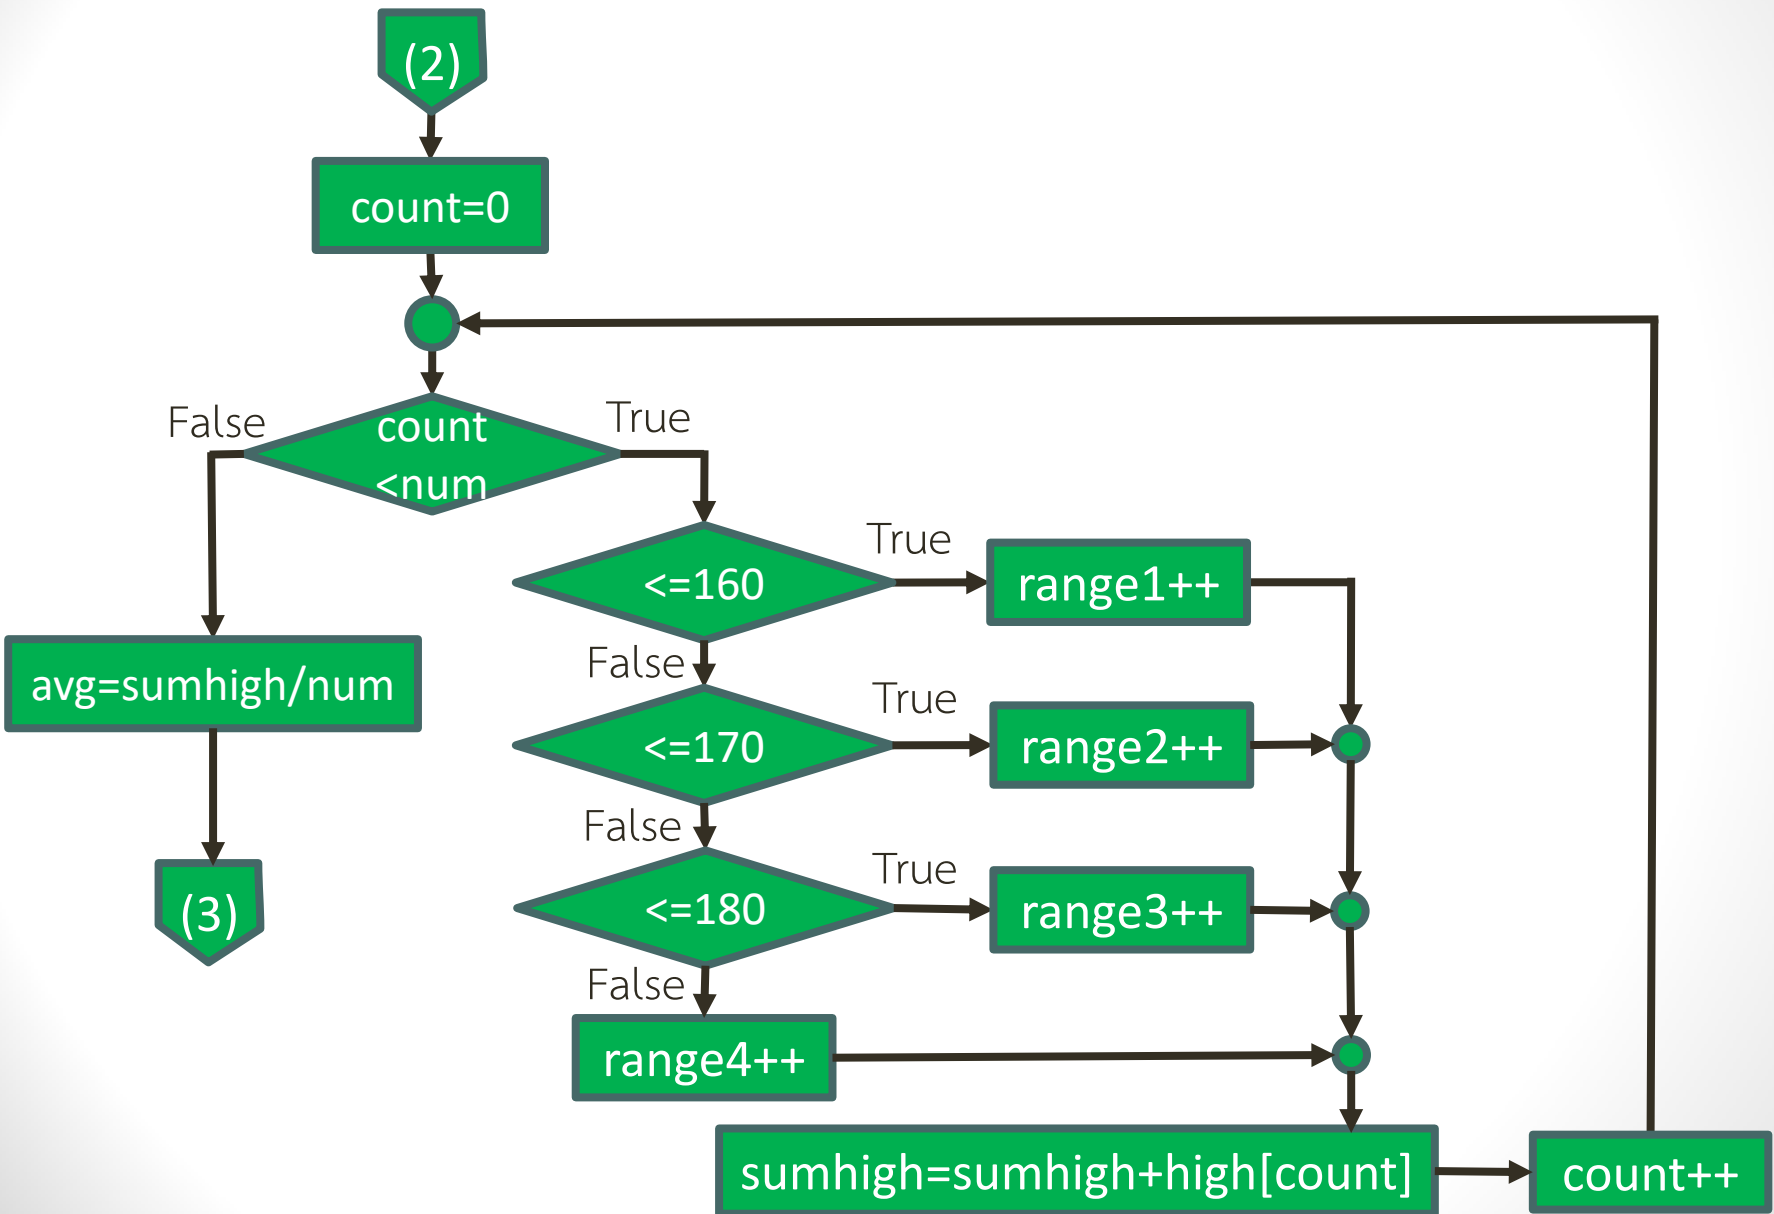 (2)
count=0
False
True
count
<num
True
<=160
range1++
False
avg=sumhigh/num
True
<=170
range2++
False
True
<=180
range3++
(3)
False
range4++
sumhigh=sumhigh+high[count]
count++